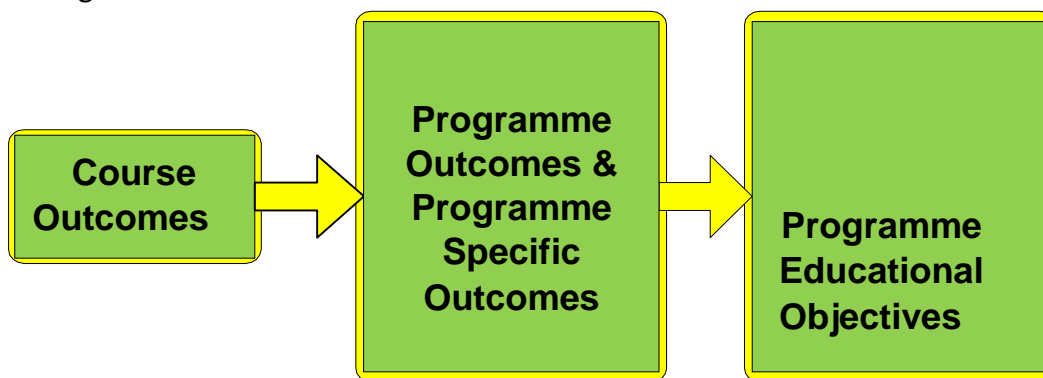 Course
Outcomes
Programme
Outcomes &
Programme
Specific
Outcomes
Programme
Educational
Objectives